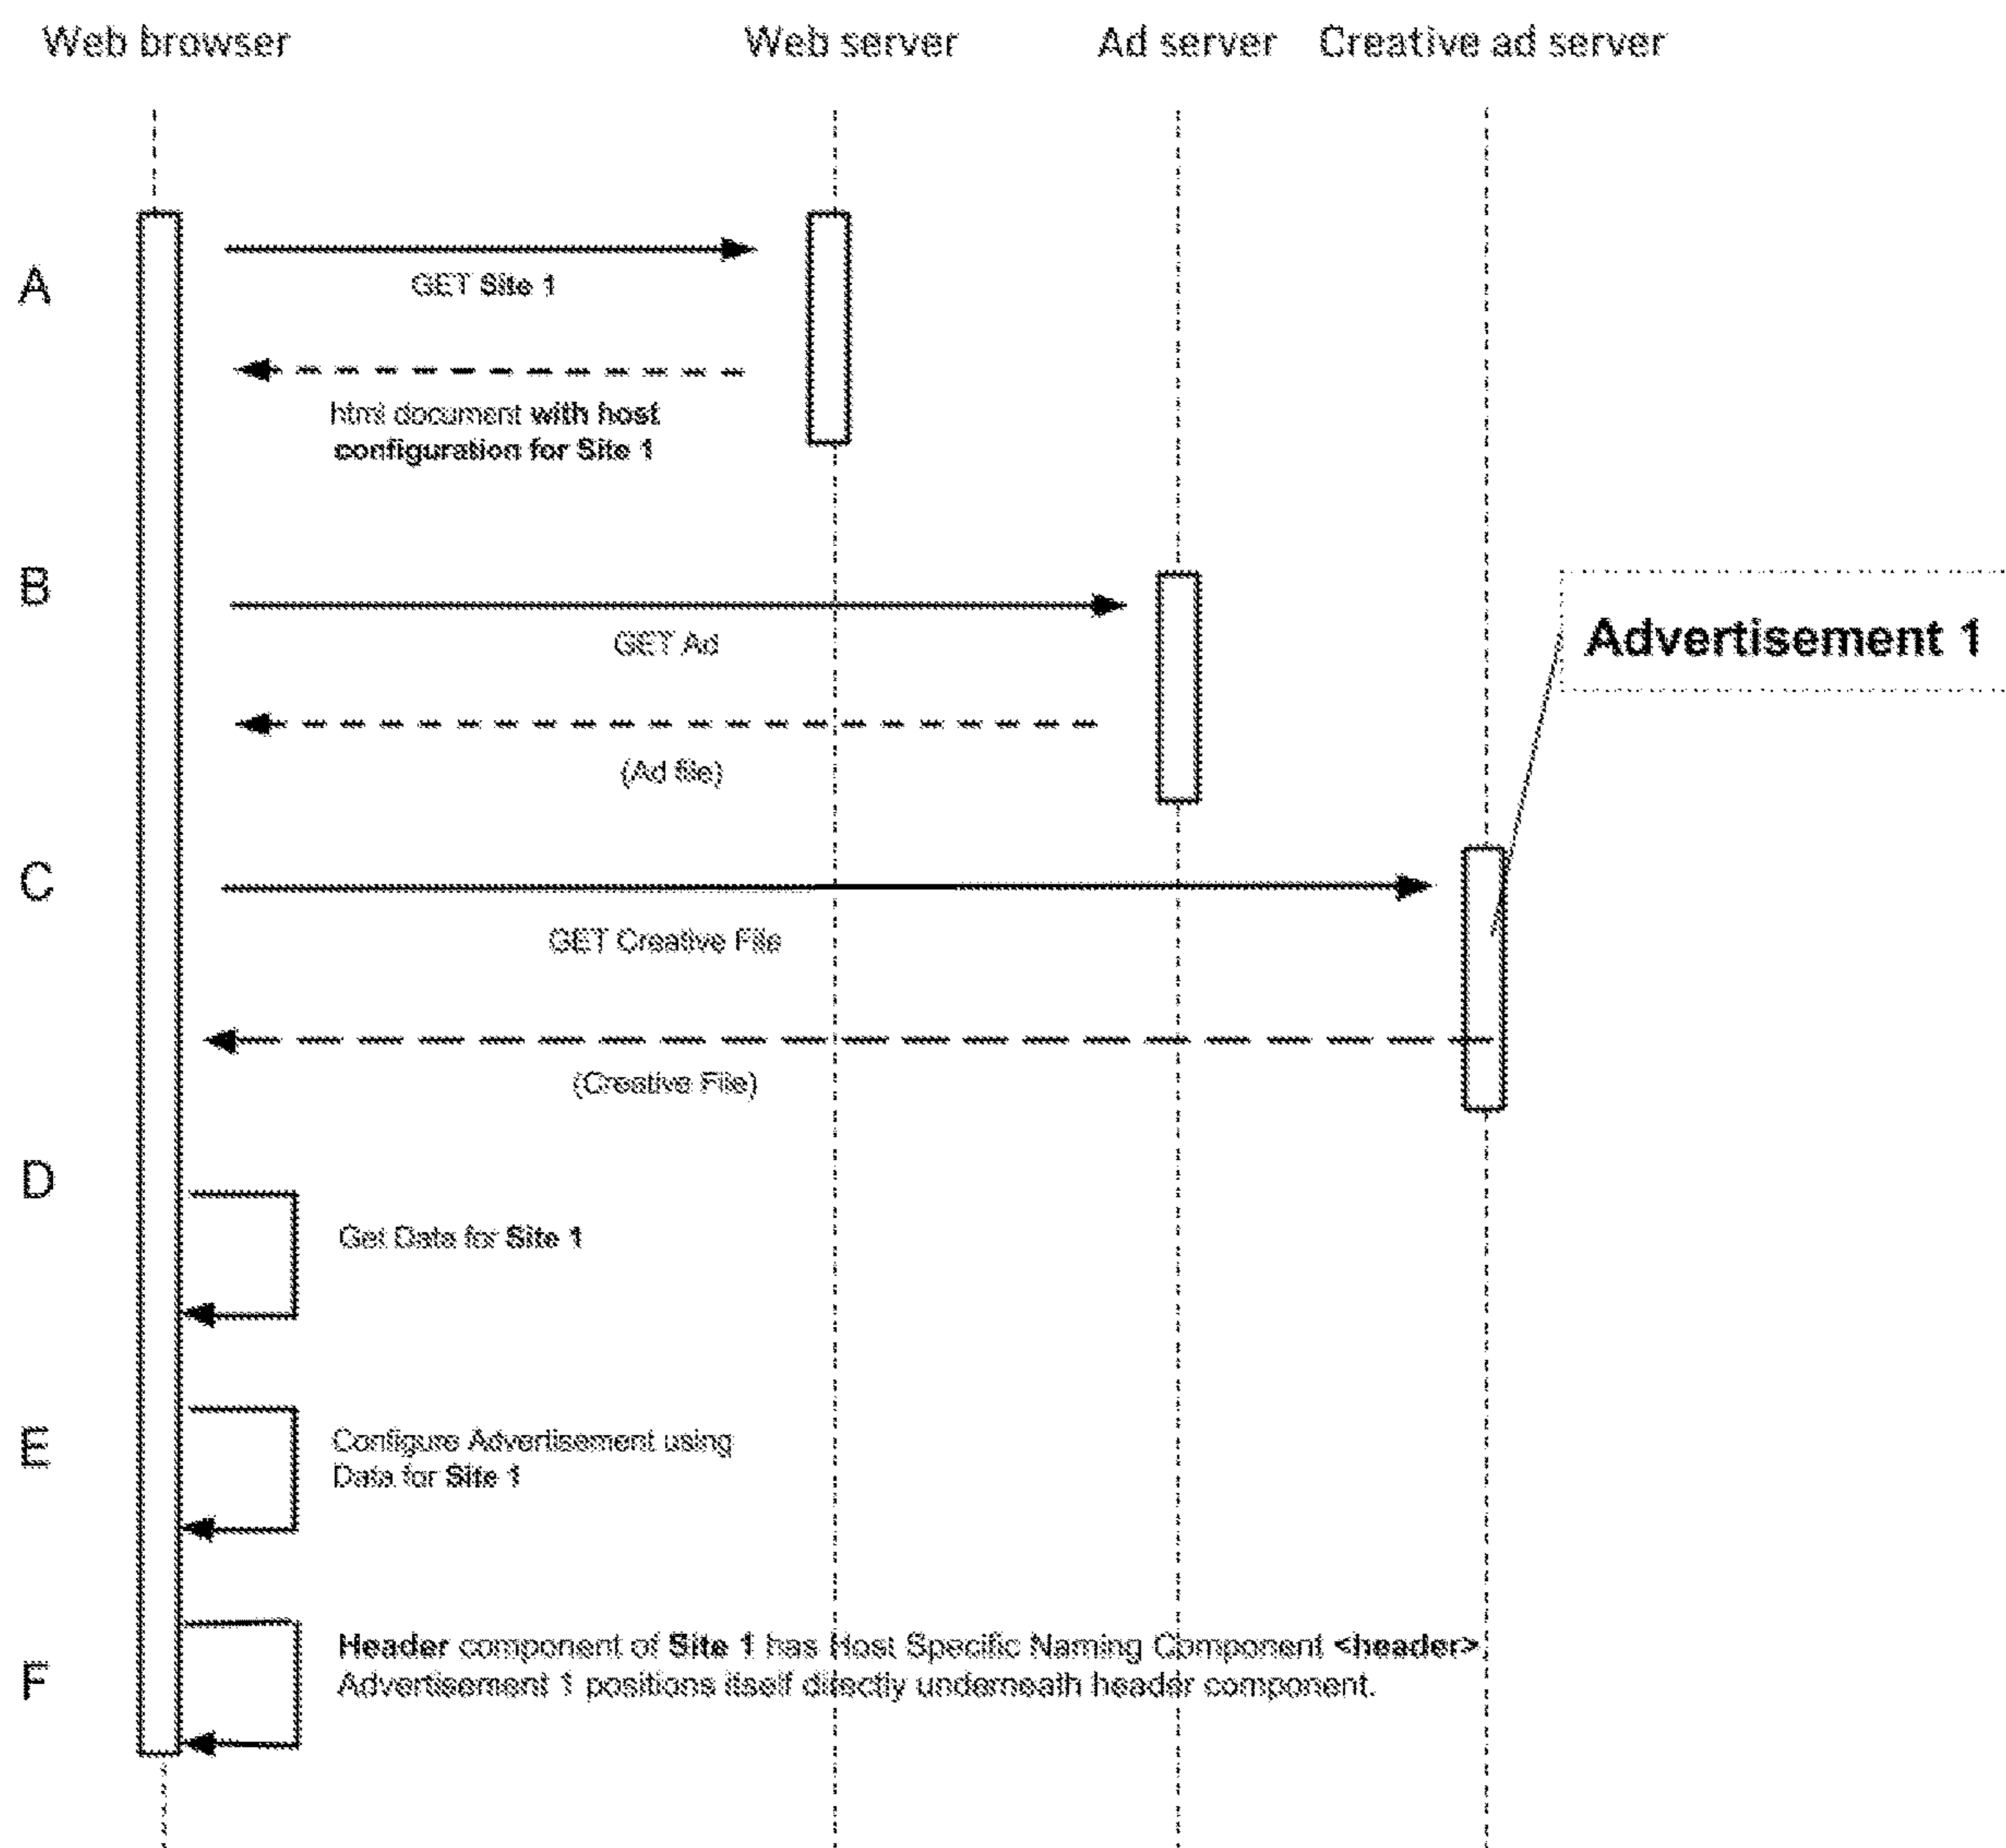 Web browser
Web server
Ad server
Creative ad server
A
GET Site 1
html document with host
configuration for Site 1
B
GET Ad
Advertisement 1
(Ad file)
C
GET Creative File
(Creative File)
D
Get Data for Site 1
E
Configure Advertisement using
Data for Site 1
F
Header component of Site 1 has Host Specific Naming Component <header>
Advertisement 1 positions itself directly underneath header component.